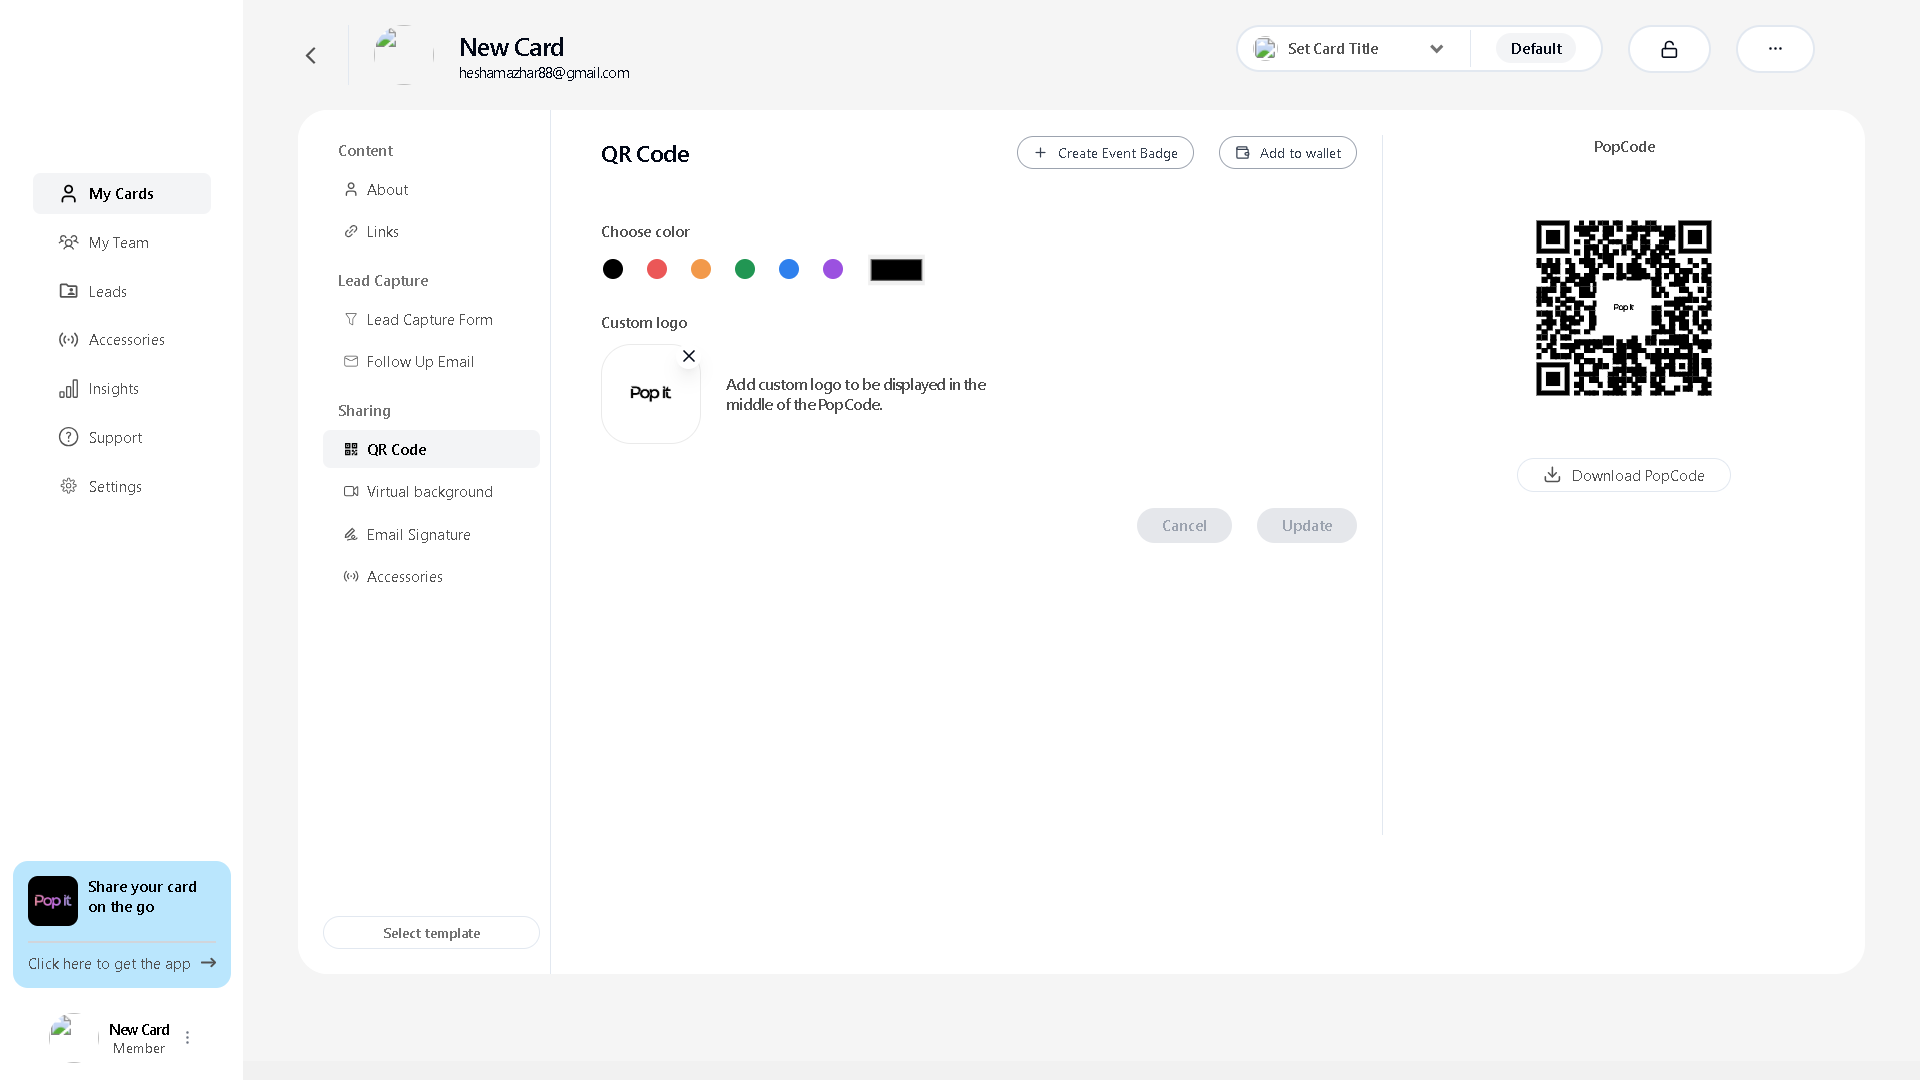 New Card
heshamazhar88@gmail.com
Set Card Title
Default
My Cards
My Team
Leads
Accessories
Insights
Support
Settings
Share your card
on the go
Pop it
Click here to get the app
New Card
Member
Content
About
Links
Lead Capture
Lead Capture Form
Follow Up Email
Sharing
QR Code
Virtual background
Email Signature
Accessories
Select template
QR Code
Create Event Badge
Add to wallet
Choose color
Custom logo
Pop it
Add custom logo to be displayed in the
middle of the PopCode.
Cancel
Update
PopCode
Pop it
Download PopCode